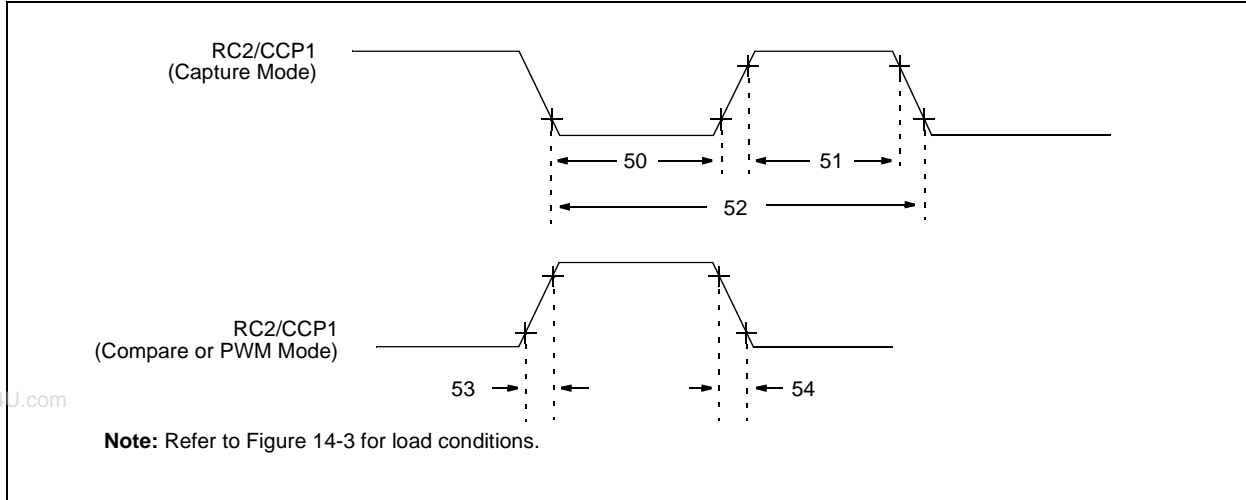 RC2/CCP1
(Capture Mode)
50
51
52
RC2/CCP1
(Compare or PWM Mode)
53
54
U.com
Note: Refer to Figure 14-3 for load conditions.